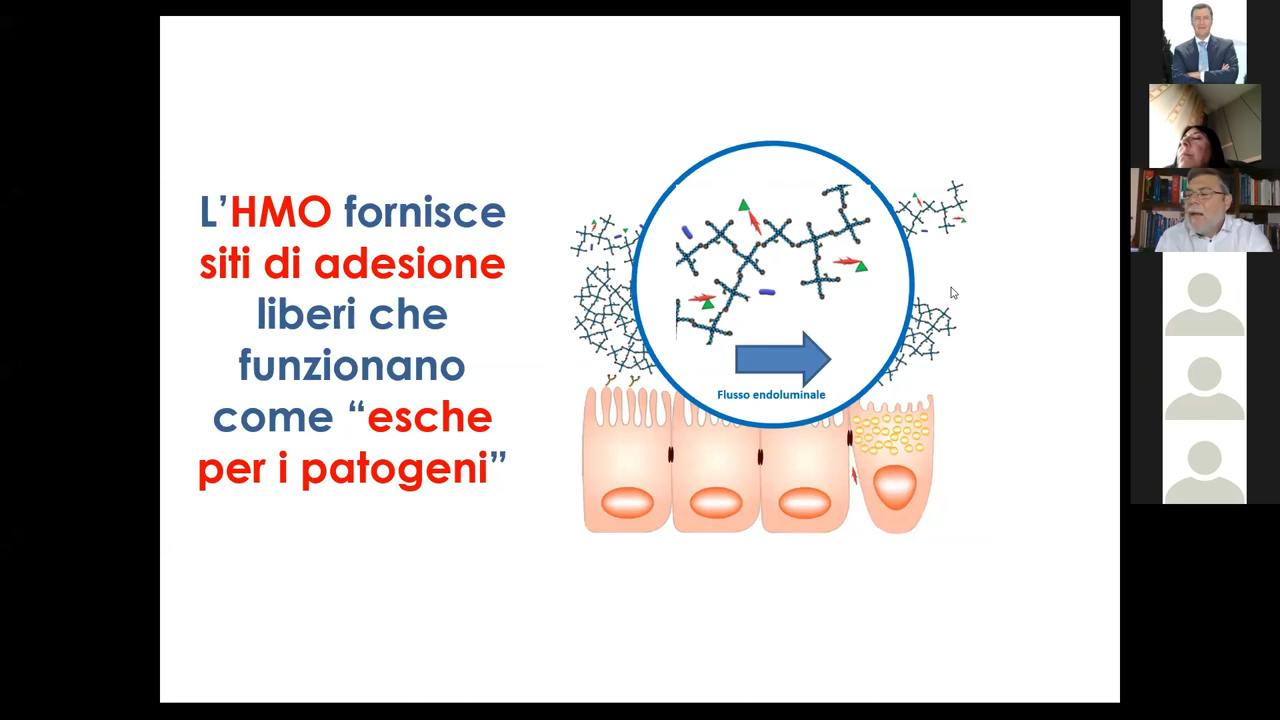 L’HMO fornisce
siti di adesione
liberi che
funzionano
come “esche
per i patogeni”
Flusso endoluminale